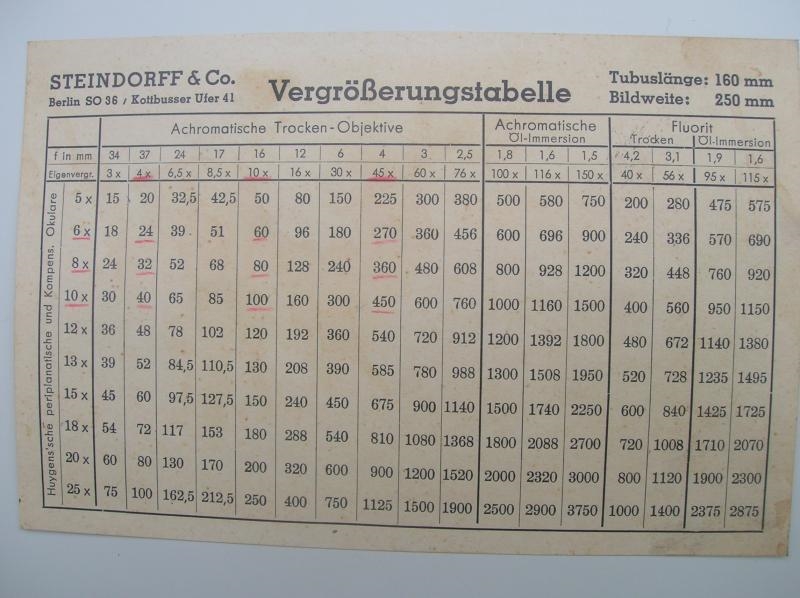 STEINDORFF & Co.
Berlin SO 36 / Kottbusser Ufer 41
Vergrößerungstabelle
Tubuslänge: 160 mm
Bildweite: 250 mm
Achromatische Trocken-Objektive
Achromatische
Öl-Immersion
Fluorit
Trocken Öl-Immersion
f in mm 34 37 24 17 16 12 6 4 3 2,5 1,8 1,6 1,5 4,2 3,1 1,9 1,6
Eigenvergr. 3 x 4 x 6,5 x 8,5 x 10 x 16 x 30 x 45 x 60 x 76 x 100 x 116 x 150 x 40 x 56 x 95 x 115 x
Huygens'sche periplanatische und Kompens. Okulare
5 x 15 20 32,5 42,5 50 80 150 225 300 380 500 580 750 200 280 475 575
6 x 18 24 39 51 60 96 180 270 360 456 600 696 900 240 336 570 690
8 x 24 32 52 68 80 128 240 360 480 608 800 928 1200 320 448 760 920
10 x 30 40 65 85 100 160 300 450 600 760 1000 1160 1500 400 560 950 1150
12 x 36 48 78 102 120 192 360 540 720 912 1200 1392 1800 480 672 1140 1380
13 x 39 52 84,5 110,5 130 208 390 585 780 988 1300 1508 1950 520 728 1235 1495
15 x 45 60 97,5 127,5 150 240 450 675 900 1140 1500 1740 2250 600 840 1425 1725
18 x 54 72 117 153 180 288 540 810 1080 1368 1800 2088 2700 720 1008 1710 2070
20 x 60 80 130 170 200 320 600 900 1200 1520 2000 2320 3000 800 1120 1900 2300
25 x 75 100 162,5 212,5 250 400 750 1125 1500 1900 2500 2900 3750 1000 1400 2375 2875